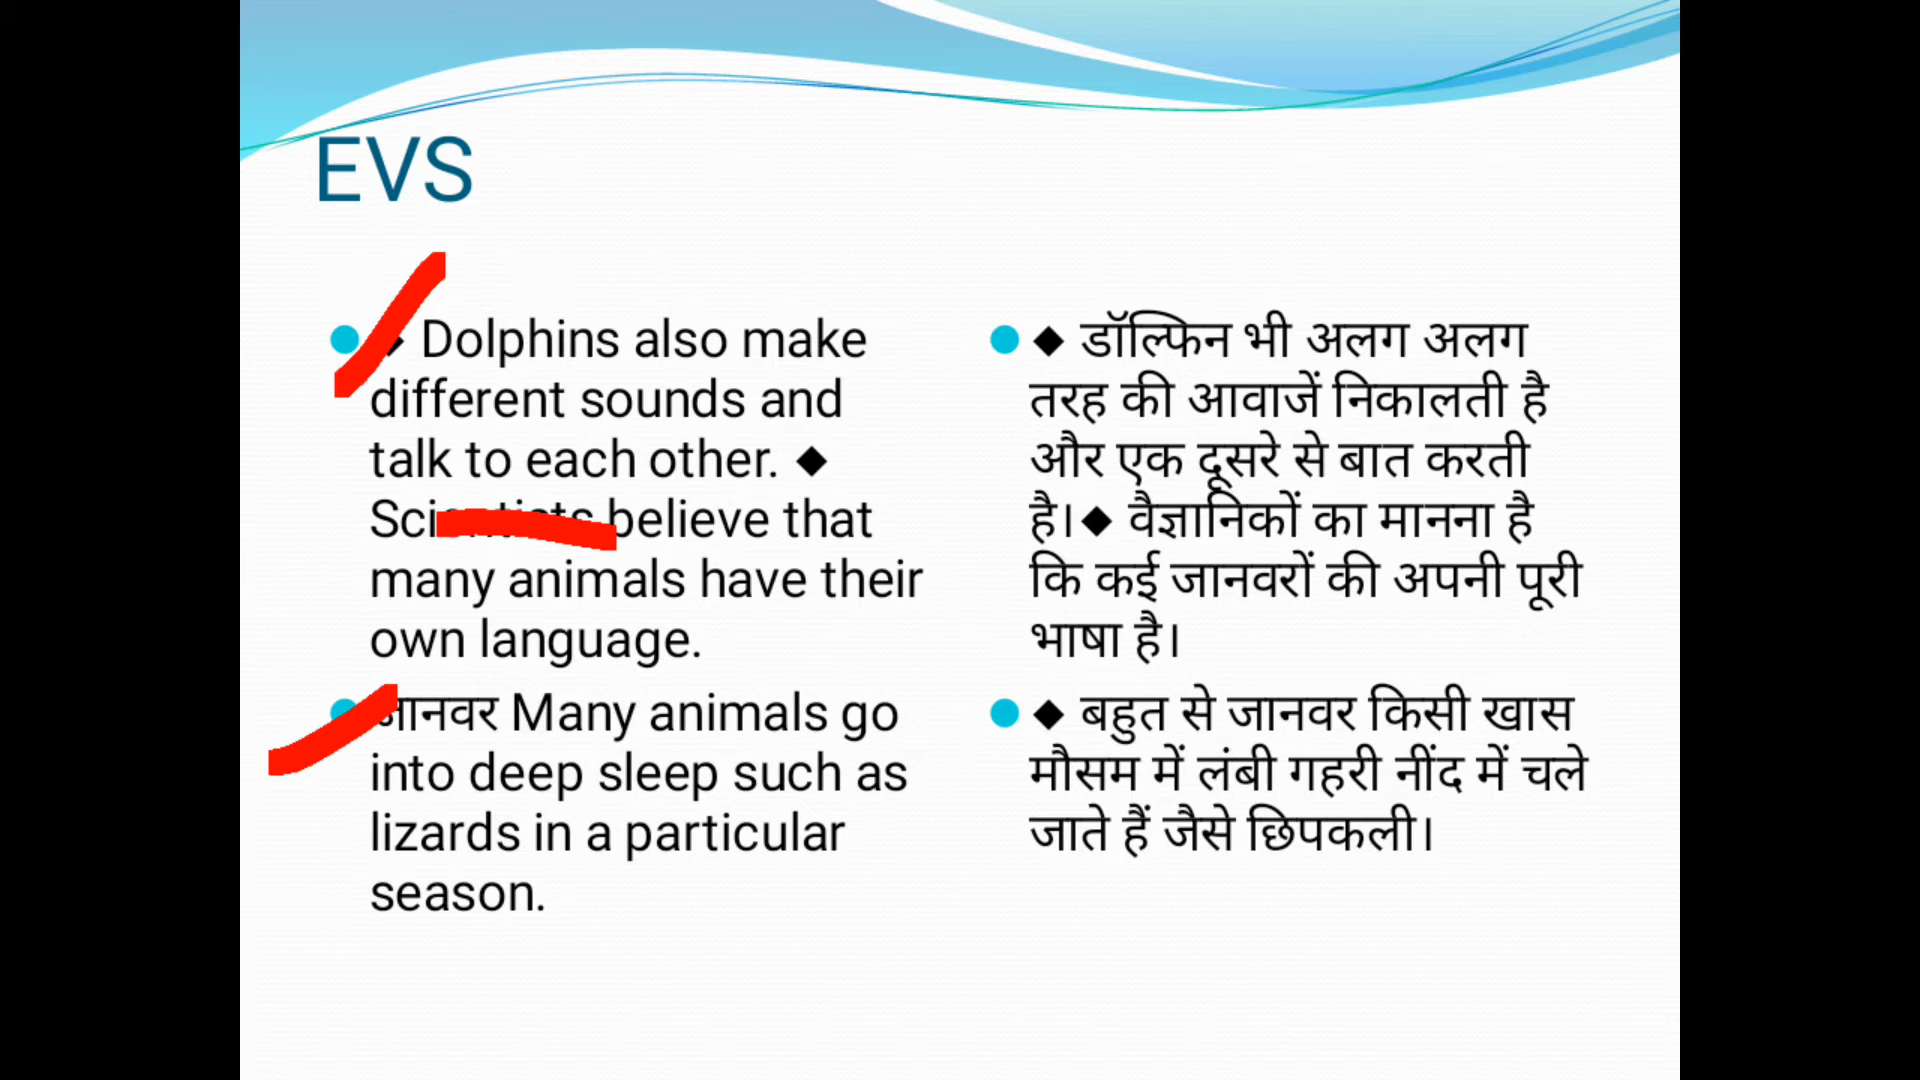 EVS
◆ Dolphins also make
different sounds and
talk to each other. ◆
Scientists believe that
many animals have their
own language.
जानवर Many animals go
into deep sleep such as
lizards in a particular
season.
◆ डॉल्फिन भी अलग अलग
तरह की आवाजें निकालती है
और एक दूसरे से बात करती
है।◆ वैज्ञानिकों का मानना है
कि कई जानवरों की अपनी पूरी
भाषा है।
◆ बहुत से जानवर किसी खास
मौसम में लंबी गहरी नींद में चले
जाते हैं जैसे छिपकली।